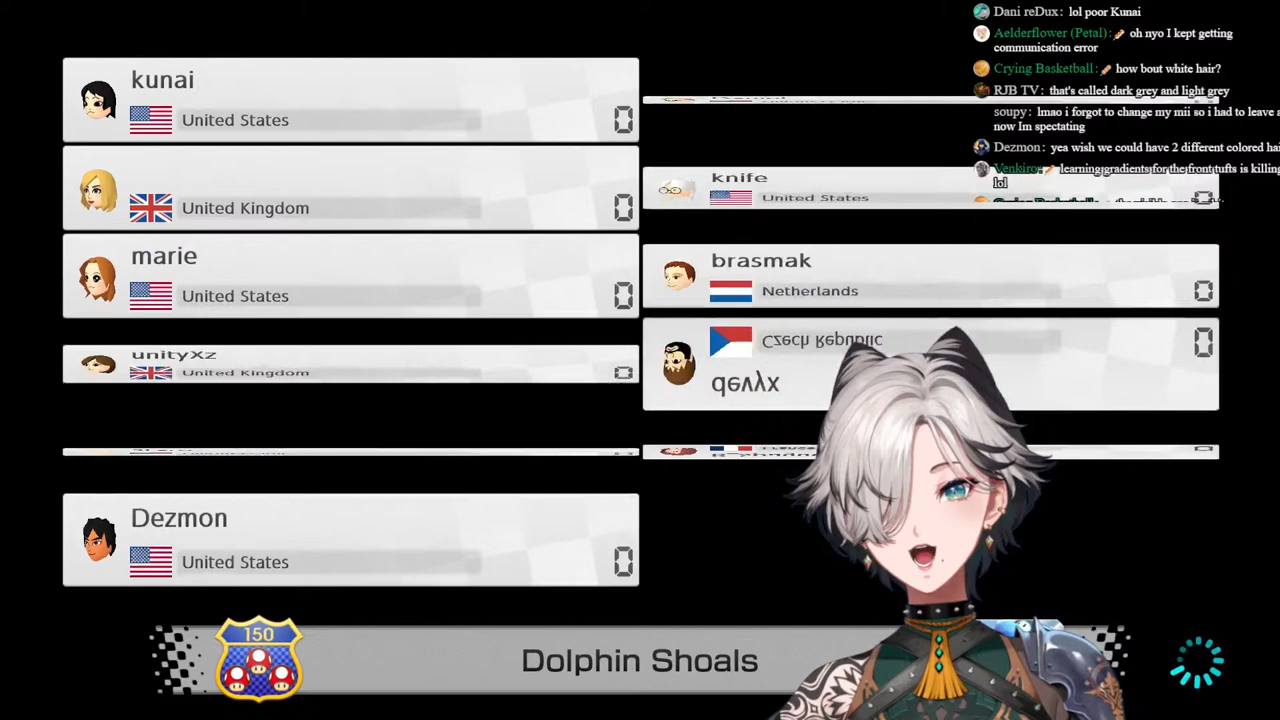 kunai
United States
0
United Kingdom
0
marie
United States
0
unityXz
United Kingdom
0
Dezmon
United States
0
knife
United States
0
brasmak
Netherlands
0
Czech Republic
0
devyx
150
Dolphin Shoals
Dani reDux: lol poor Kunai
Aelderflower (Petal): oh nyo I kept getting
communication error
Crying Basketball: how bout white hair?
RJB TV: that's called dark grey and light grey
soupy: lmao i forgot to change my mii so i had to leave a
now Im spectating
Dezmon: yea wish we could have 2 different colored hai
Venkiro: learning gradients for the front tufts is killing
lol